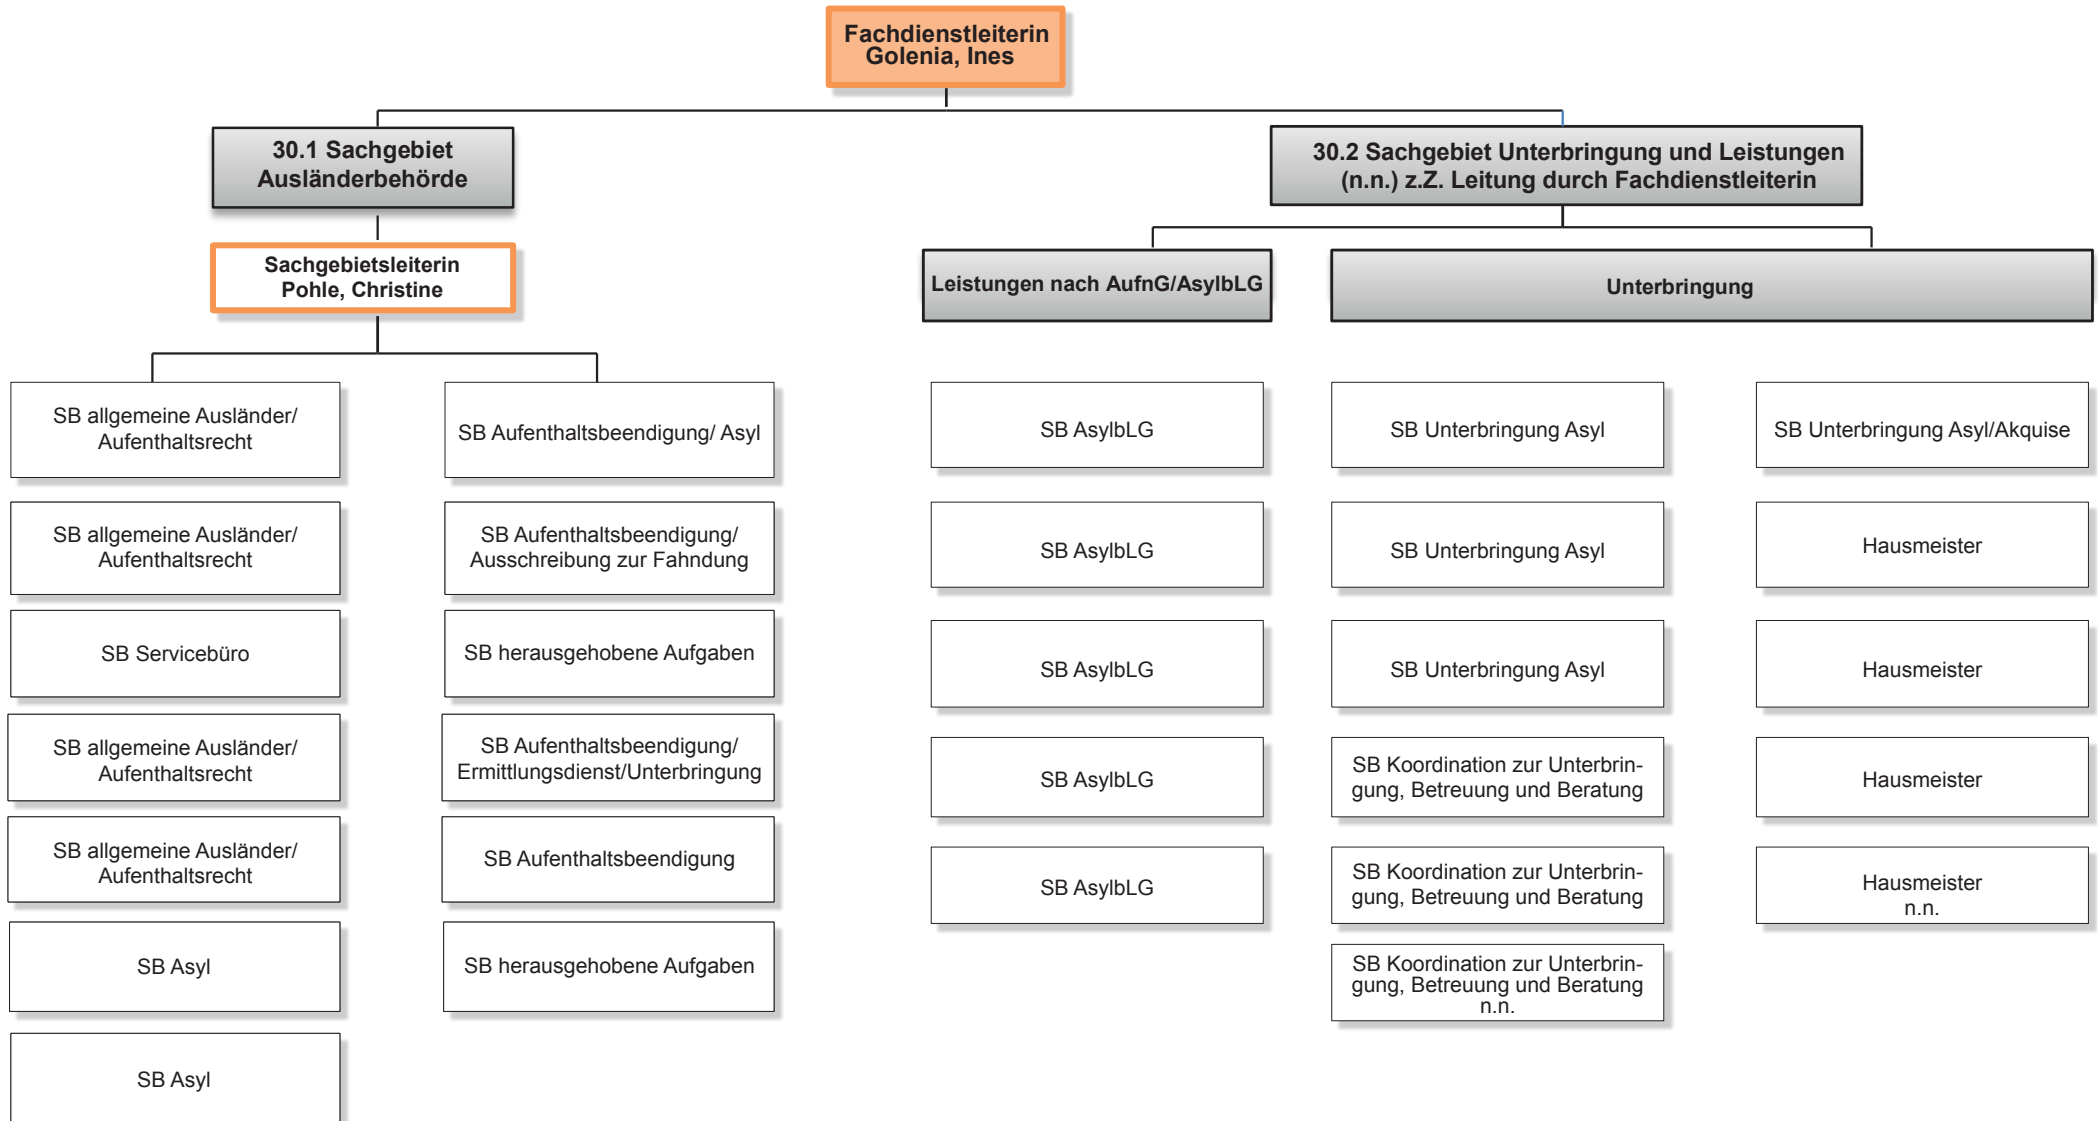 Fachdienstleiterin
Golenia, Ines
30.1 Sachgebiet
Ausländerbehörde
30.2 Sachgebiet Unterbringung und Leistungen
(n.n.) z.Z. Leitung durch Fachdienstleiterin
Sachgebietsleiterin
Pohle, Christine
Leistungen nach AufnG/AsylbLG
Unterbringung
SB allgemeine Ausländer/
Aufenthaltsrecht
SB allgemeine Ausländer/
Aufenthaltsrecht
SB Servicebüro
SB allgemeine Ausländer/
Aufenthaltsrecht
SB allgemeine Ausländer/
Aufenthaltsrecht
SB Asyl
SB Asyl
SB Aufenthaltsbeendigung/ Asyl
SB Aufenthaltsbeendigung/
Ausschreibung zur Fahndung
SB herausgehobene Aufgaben
SB Aufenthaltsbeendigung/
Ermittlungsdienst/Unterbringung
SB Aufenthaltsbeendigung
SB herausgehobene Aufgaben
SB AsylbLG
SB AsylbLG
SB AsylbLG
SB AsylbLG
SB AsylbLG
SB Unterbringung Asyl
SB Unterbringung Asyl
SB Unterbringung Asyl
SB Koordination zur Unterbrin-
gung, Betreuung und Beratung
SB Koordination zur Unterbrin-
gung, Betreuung und Beratung
SB Koordination zur Unterbrin-
gung, Betreuung und Beratung
n.n.
SB Unterbringung Asyl/Akquise
Hausmeister
Hausmeister
Hausmeister
Hausmeister
n.n.